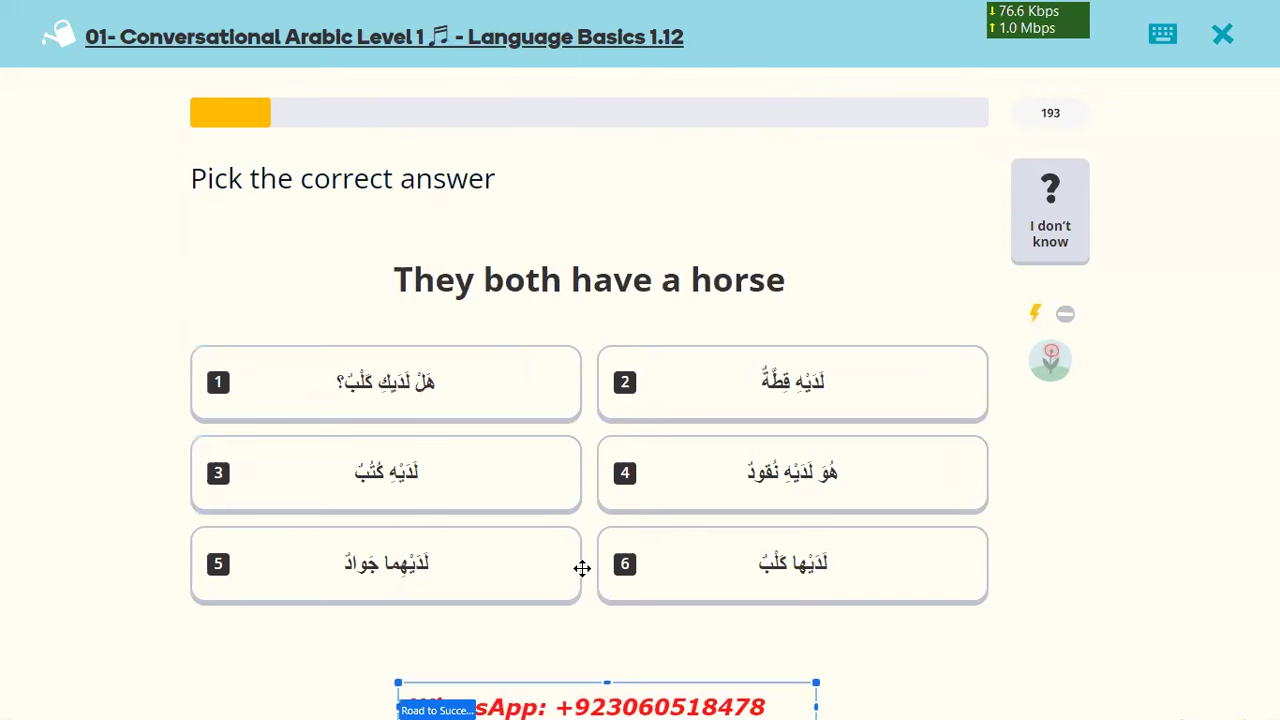 01- Conversational Arabic Level 1🎵 - Language Basics 1.12
↓ 76.6 Kbps
↑ 1.0 Mbps
193
Pick the correct answer
?
I don't
know
They both have a horse
1 هَلْ لَدَيكِ كَلْبٌ؟
2 لَدَيْهِ قِطَّةٌ
3 لَدَيْهِ كُتُبٌ
4 هُوَ لَدَيْهِ نُقودٌ
5 لَدَيْهِما جَوادٌ
6 لَدَيْها كَلْبٌ
sApp: +923060518478
Road to Succe...